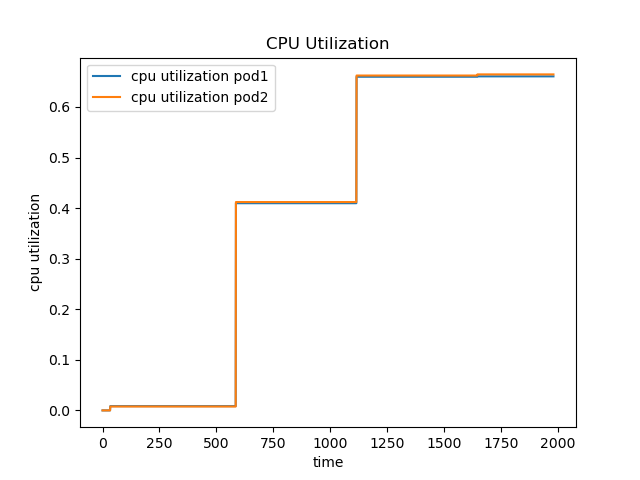 CPU Utilization
cpu utilization pod1
cpu utilization pod2
cpu utilization
0.6
0.5
0.4
0.3
0.2
0.1
0.0
0 250 500 750 1000 1250 1500 1750 2000
time